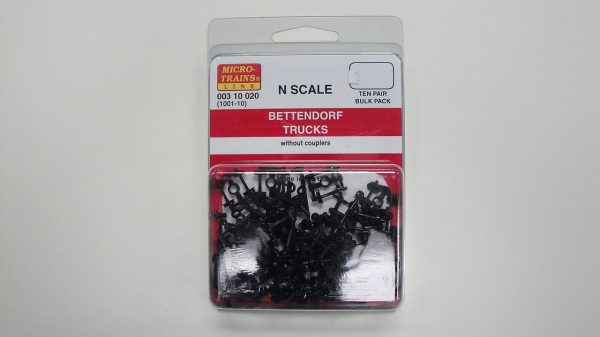 MICRO-
TRAINS®
LINE
003 10 020
(1001-10)
N SCALE
TEN PAIR
BULK PACK
BETTENDORF
TRUCKS
without couplers